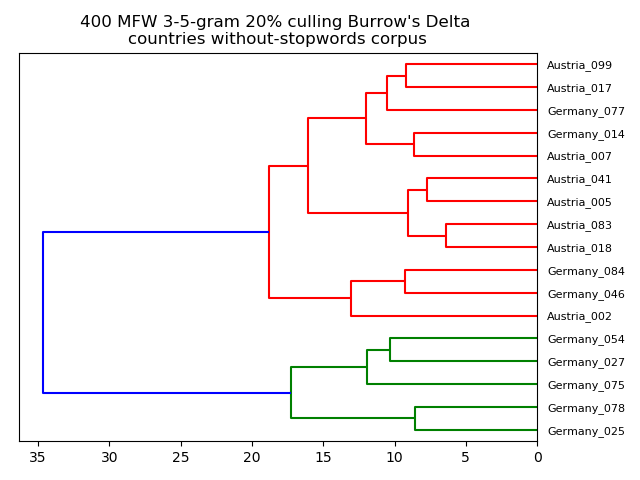 400 MFW 3-5-gram 20% culling Burrow's Delta
countries without-stopwords corpus
Austria_099
Austria_017
Germany_077
Germany_014
Austria_007
Austria_041
Austria_005
Austria_083
Austria_018
Germany_084
Germany_046
Austria_002
Germany_054
Germany_027
Germany_075
Germany_078
Germany_025
35 30 25 20 15 10 5 0